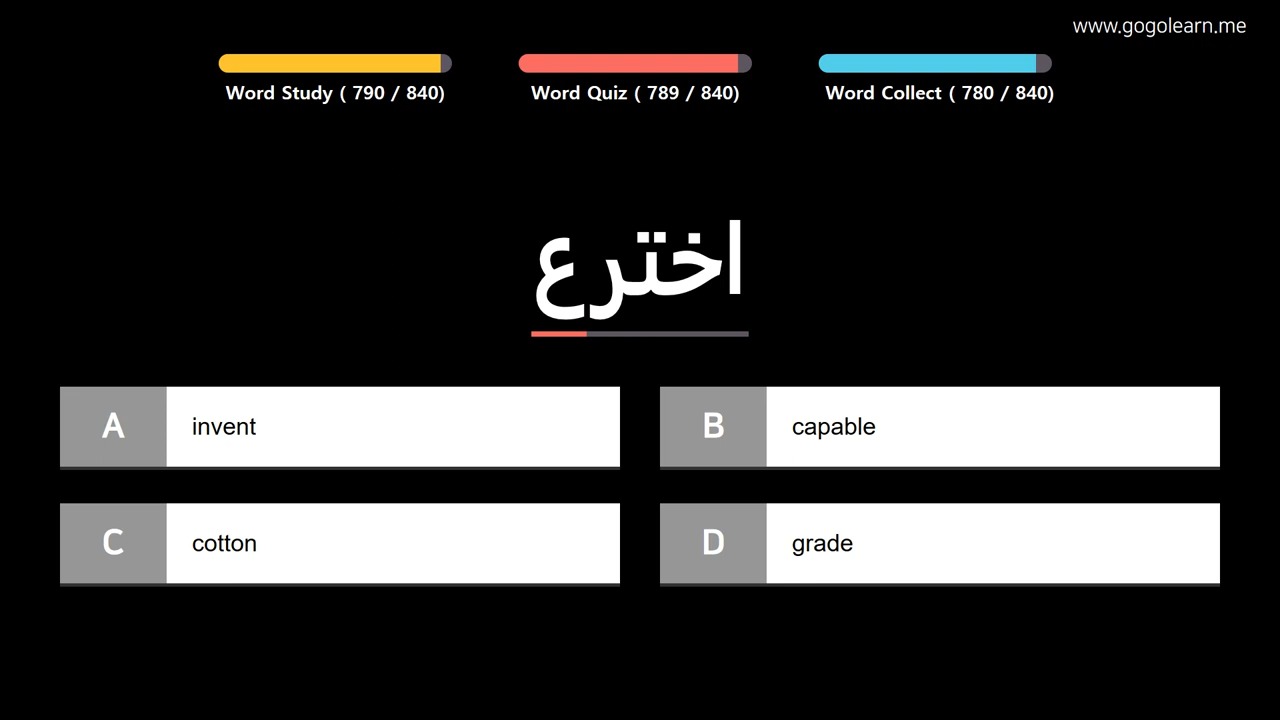 www.gogolearn.me
Word Study ( 790 / 840)
Word Quiz ( 789 / 840)
Word Collect ( 780 / 840)
اخترع
A invent
B capable
C cotton
D grade